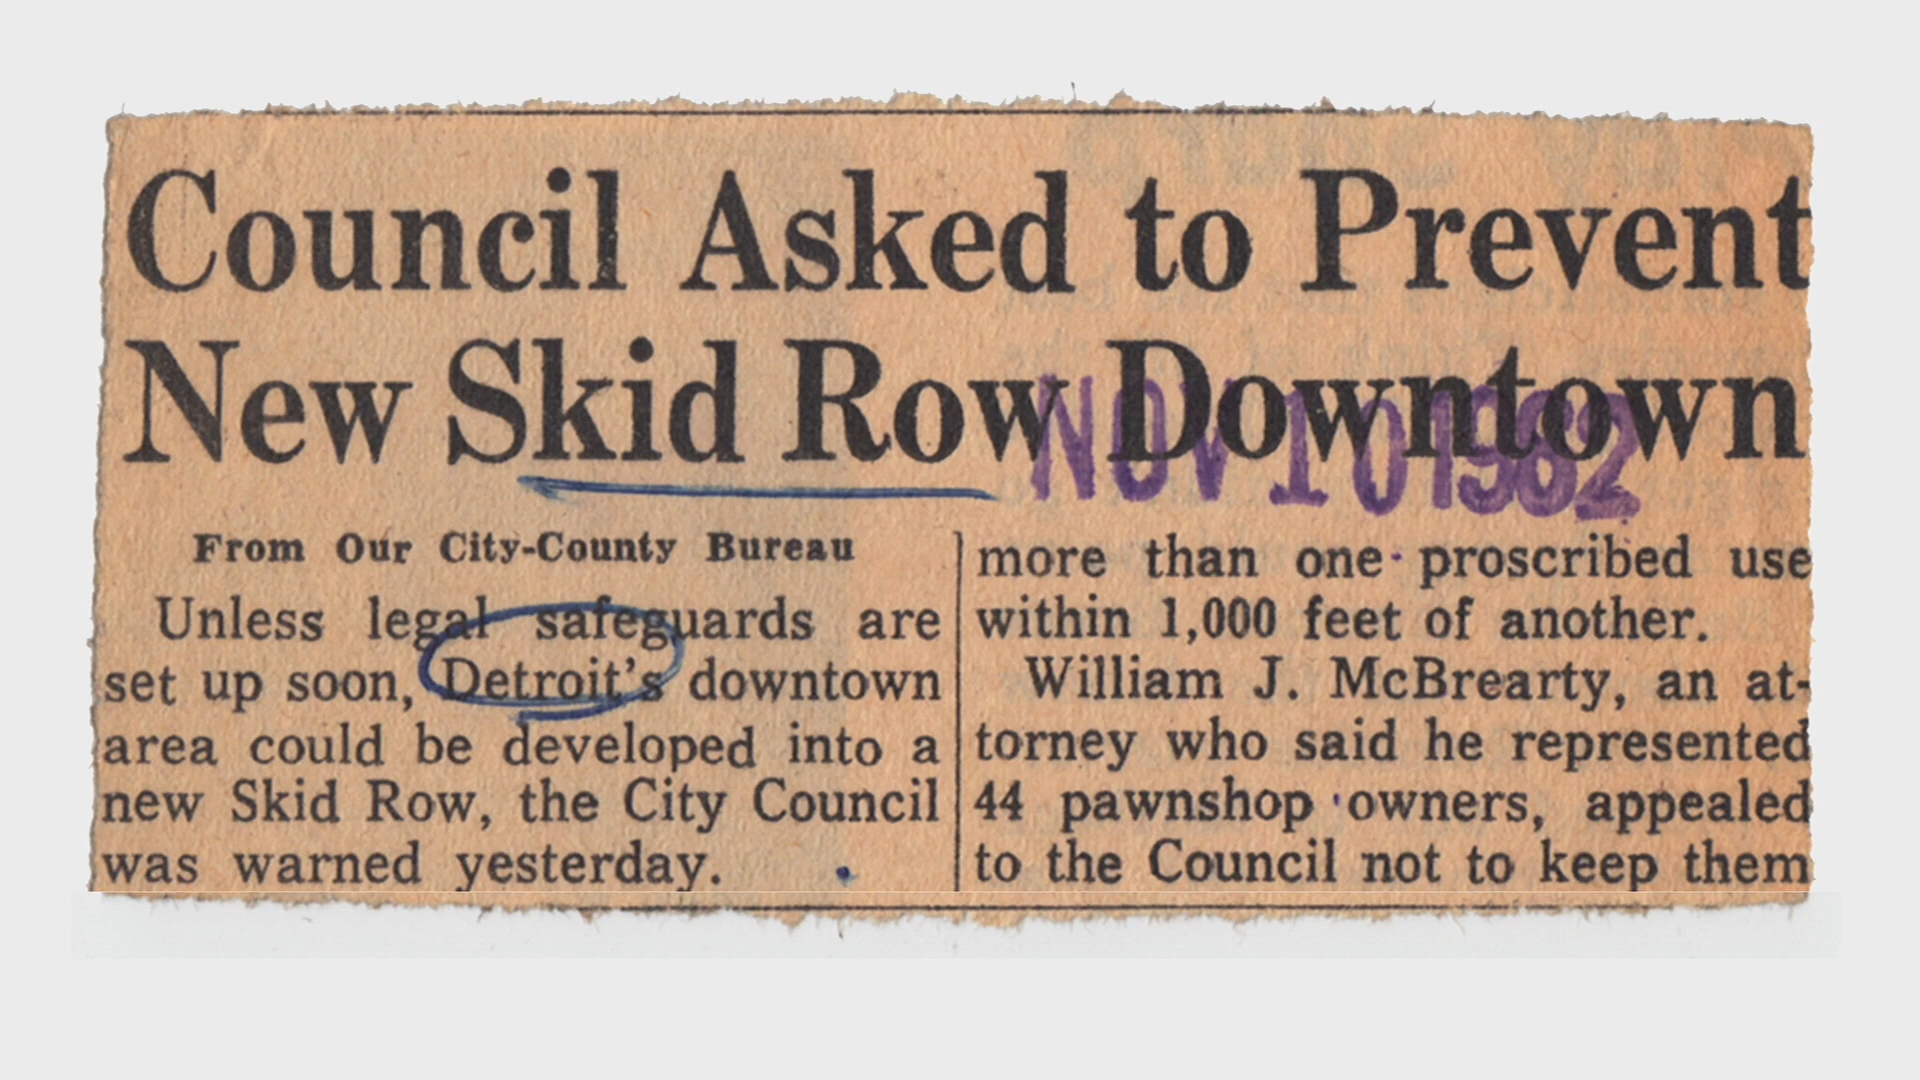 Council Asked to Prevent
New Skid Row Downtown
NOV 10 1962
From Our City-County Bureau
Unless legal safeguards are
set up soon, Detroit's downtown
area could be developed into a
new Skid Row, the City Council
was warned yesterday.
more than one proscribed use
within 1,000 feet of another.
William J. McBrearty, an at-
torney who said he represented
44 pawnshop owners, appealed
to the Council not to keep them